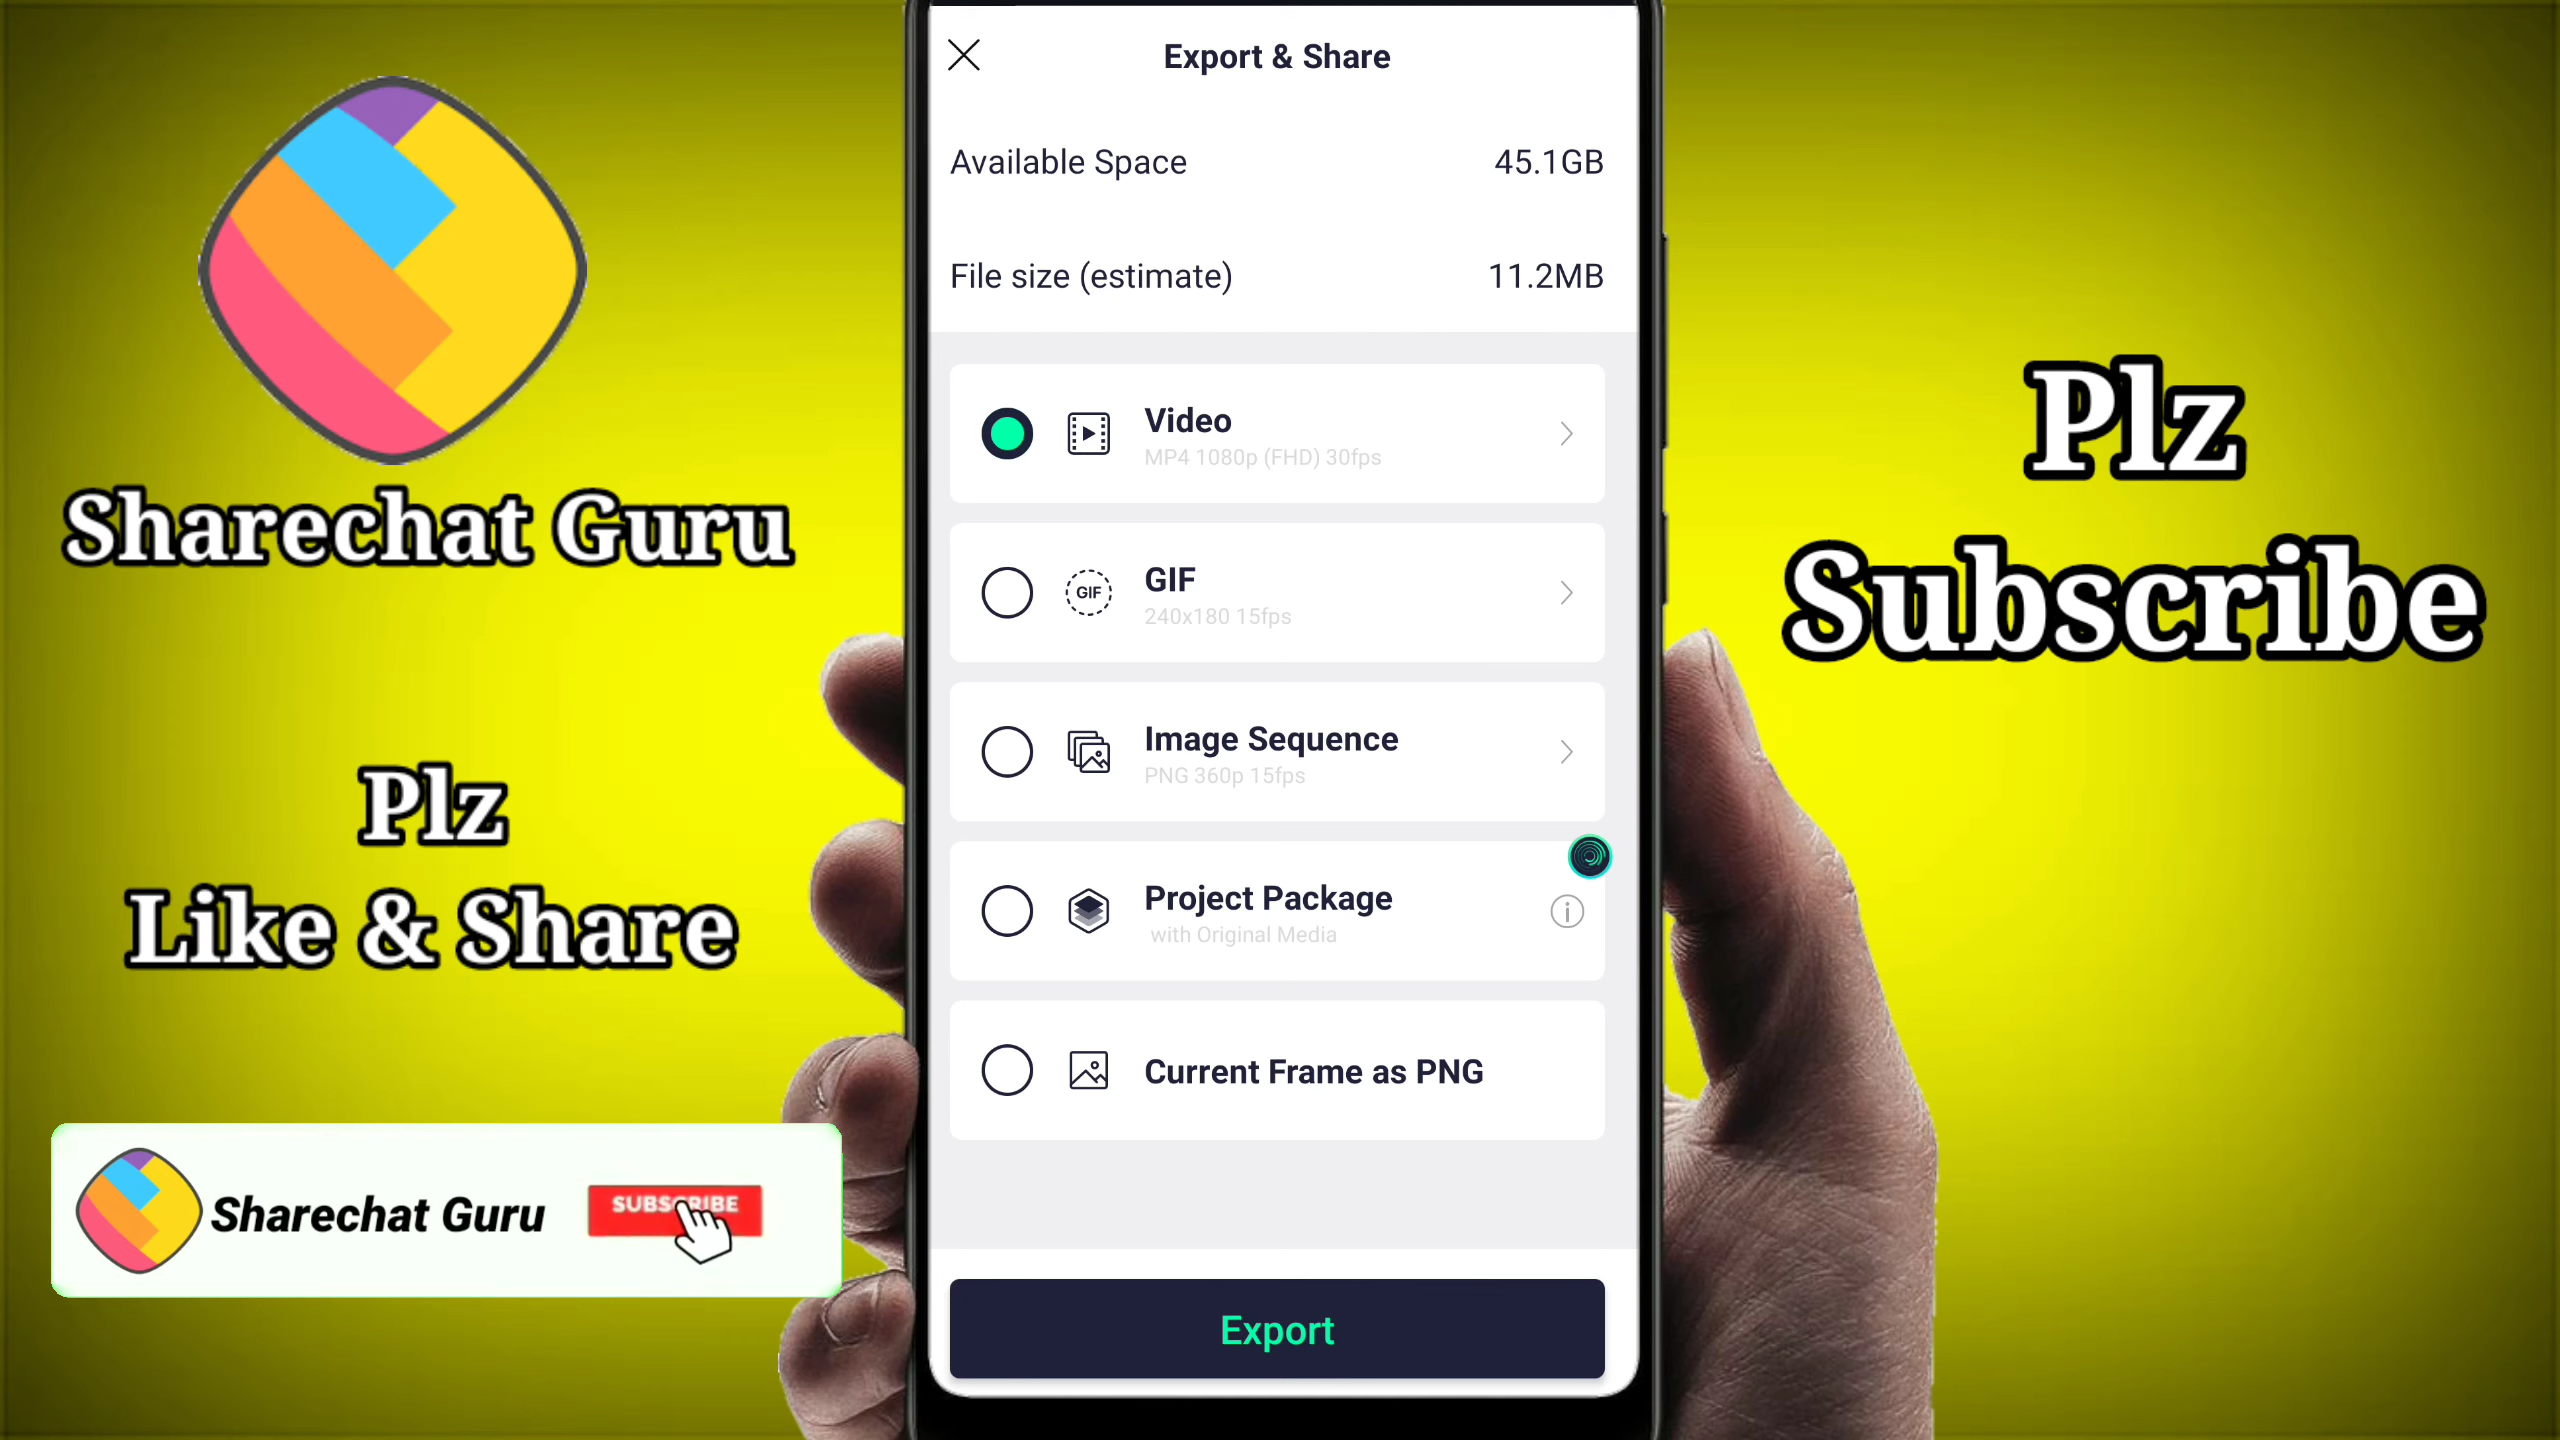 Export & Share
Available Space 45.1GB
File size (estimate) 11.2MB
Video
MP4 1080p (FHD) 30fps
GIF
GIF
240x180 15fps
Image Sequence
PNG 360p 15fps
Project Package
with Original Media
Current Frame as PNG
Export
Sharechat Guru
Plz
Like & Share
Sharechat Guru
SUBSCRIBE
Plz
Subscribe